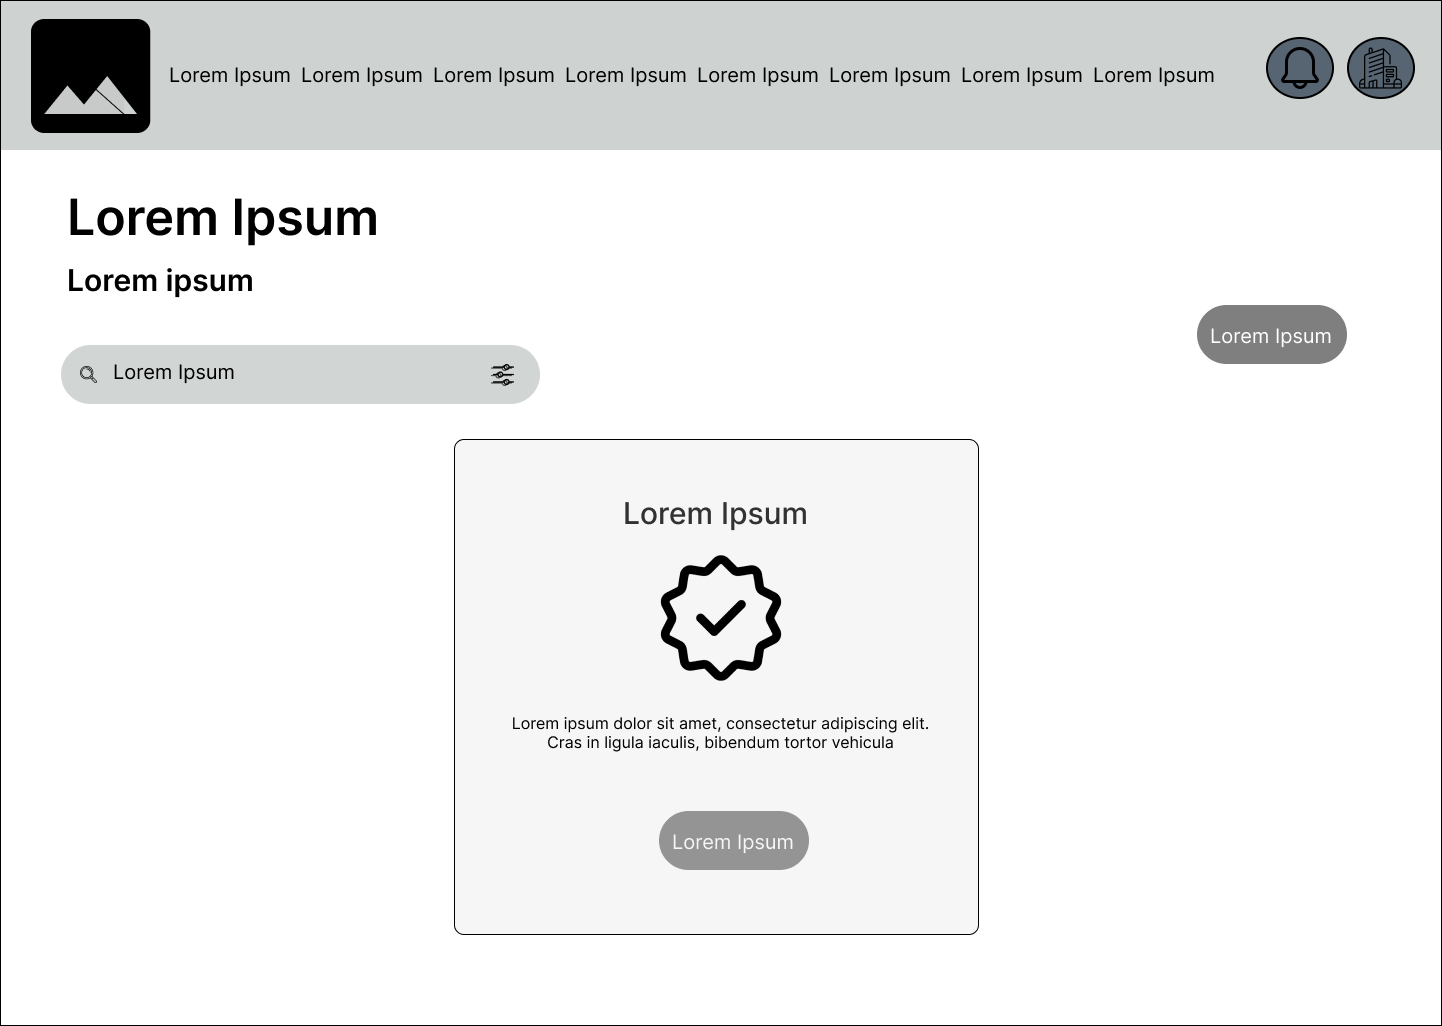 Lorem Ipsum Lorem Ipsum Lorem Ipsum Lorem Ipsum Lorem Ipsum Lorem Ipsum Lorem Ipsum Lorem Ipsum
Lorem Ipsum
Lorem ipsum
Lorem Ipsum
Lorem Ipsum
Lorem Ipsum
Lorem ipsum dolor sit amet, consectetur adipiscing elit.
Cras in ligula iaculis, bibendum tortor vehicula
Lorem Ipsum